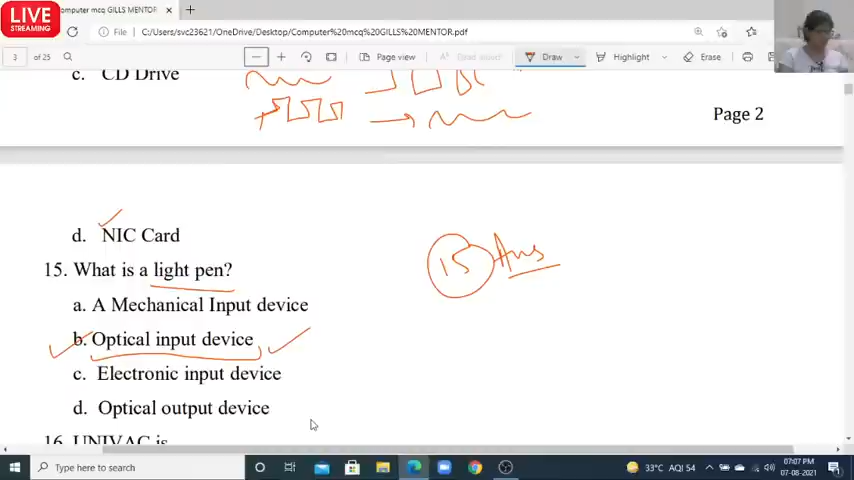 LIVE
STREAMING
Computer mcq GILLS MENTOR.pdf
File
C:/Users/svc23621/OneDrive/Desktop/Computer%20mcq%20GILLS%20MENTOR.pdf
3 of 25
Page view
Read aloud
Draw
Highlight
Erase
c. CD Drive
Page 2
d. NIC Card
15. What is a light pen?
15 Ans
a. A Mechanical Input device
b. Optical input device
c. Electronic input device
d. Optical output device
16. UNIVAC is
Type here to search
33°C AQI 54
07:07 PM
07-08-2021